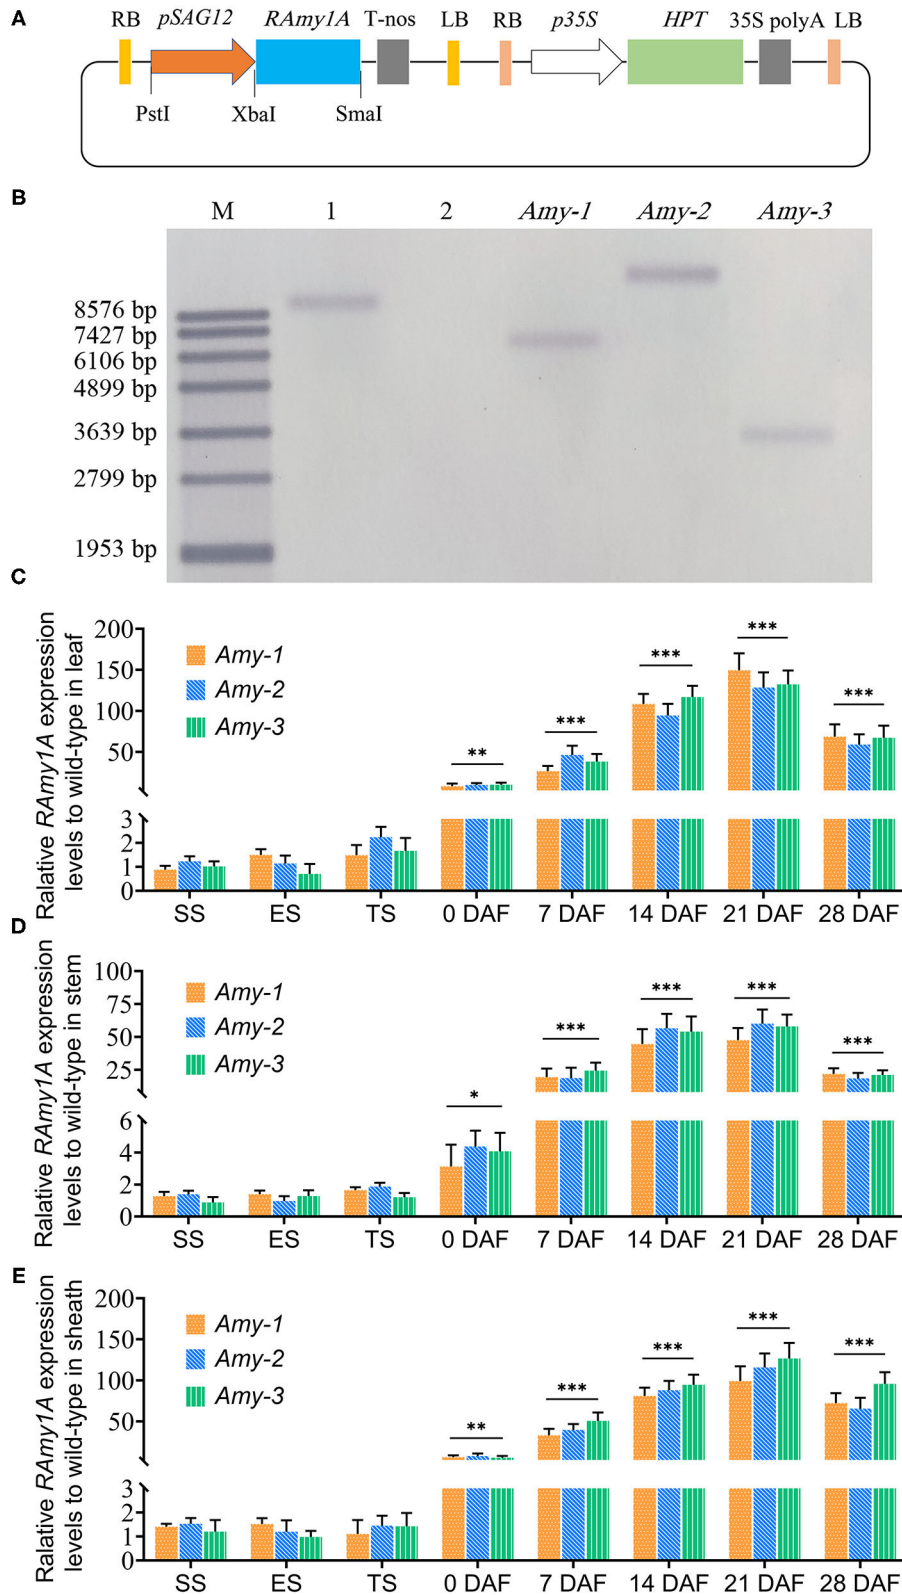 A
RB pSAG12 RAmy1A T-nos LB RB p35S HPT 35S polyA LB
PstI XbaI SmaI
B
M 1 2 Amy-1 Amy-2 Amy-3
8576 bp
7427 bp
6106 bp
4899 bp
3639 bp
2799 bp
1953 bp
C
Ralative RAmy1A expression
levels to wild-type in leaf
200
150
100
50
3
2
1
0
Amy-1
Amy-2
Amy-3
** *** *** *** ***
SS ES TS 0 DAF 7 DAF 14 DAF 21 DAF 28 DAF
D
Ralative RAmy1A expression
levels to wild-type in stem
100
75
50
25
6
4
2
0
Amy-1
Amy-2
Amy-3
* *** *** *** ***
SS ES TS 0 DAF 7 DAF 14 DAF 21 DAF 28 DAF
E
Ralative RAmy1A expression
levels to wild-type in sheath
200
150
100
50
3
2
1
0
Amy-1
Amy-2
Amy-3
** *** *** *** ***
SS ES TS 0 DAF 7 DAF 14 DAF 21 DAF 28 DAF